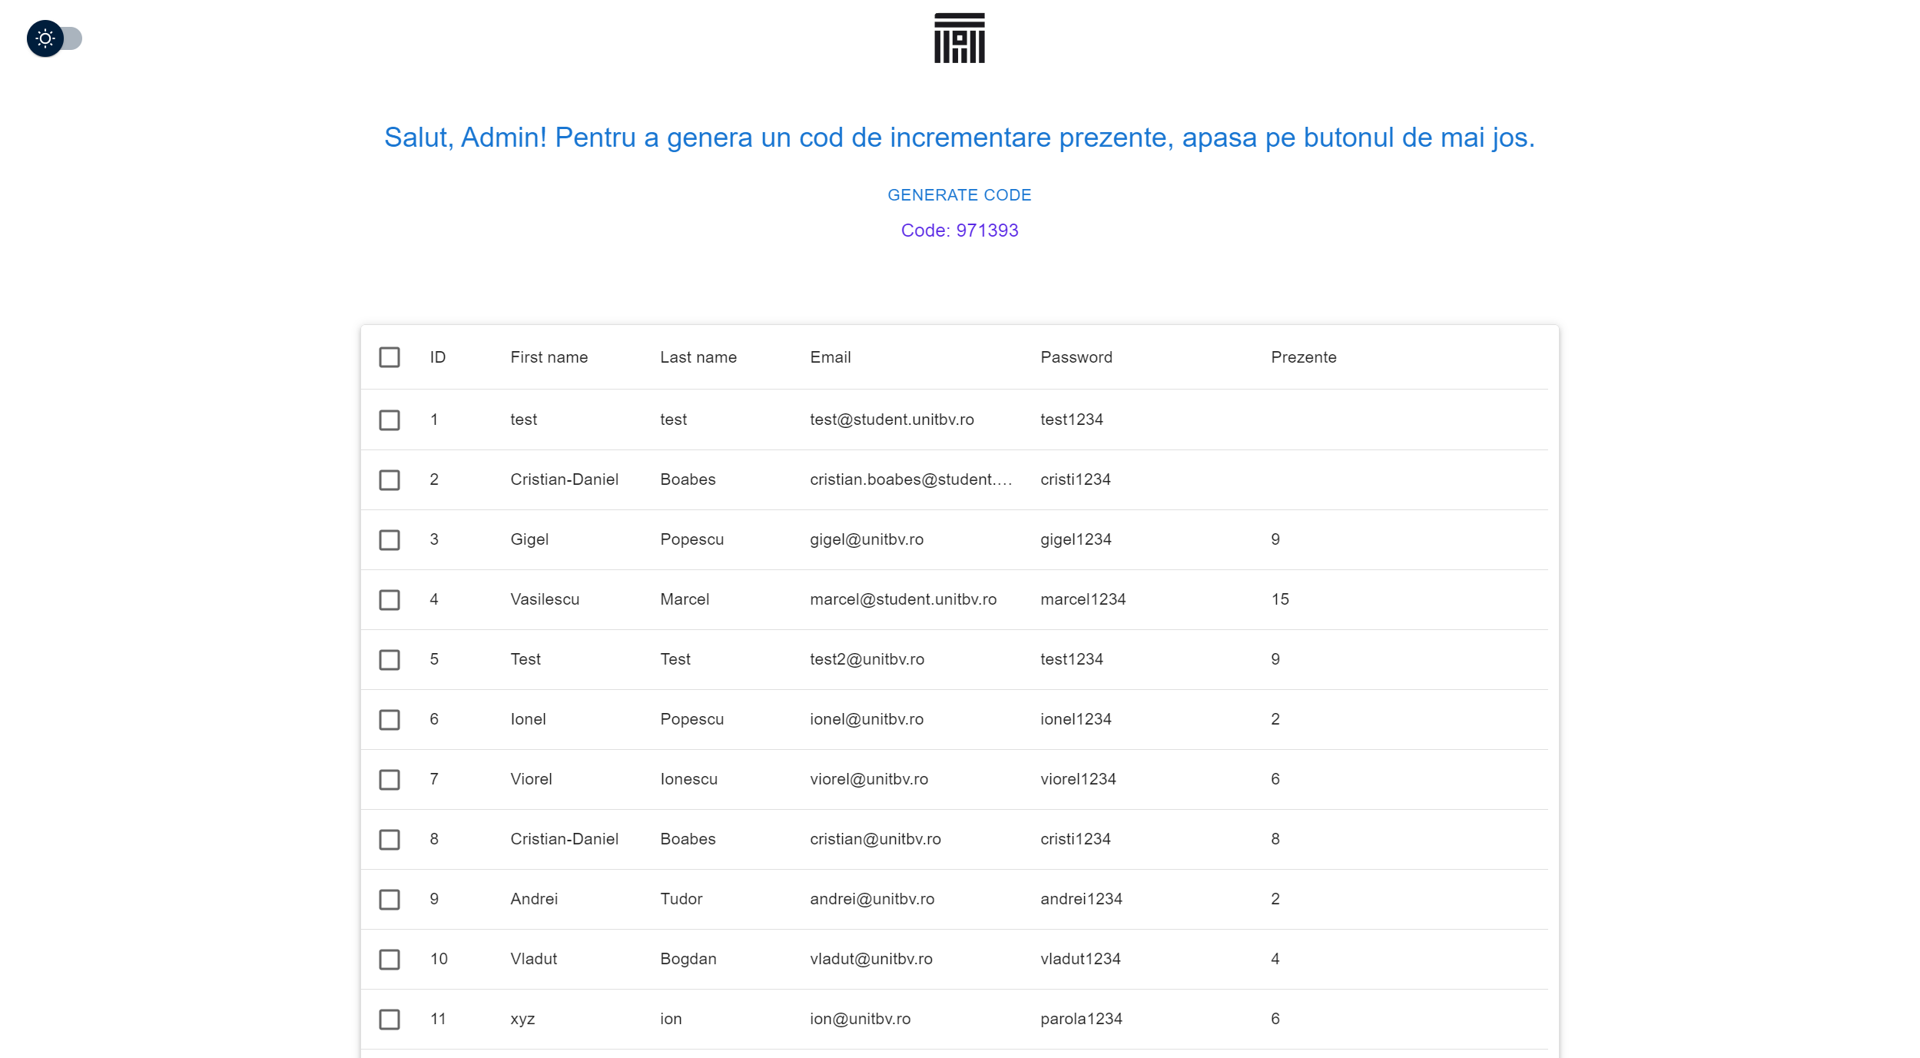 Salut, Admin! Pentru a genera un cod de incrementare prezente, apasa pe butonul de mai jos.
GENERATE CODE
Code: 971393
ID First name Last name Email Password Prezente
1 test test test@student.unitbv.ro test1234
2 Cristian-Daniel Boabes cristian.boabes@student.... cristi1234
3 Gigel Popescu gigel@unitbv.ro gigel1234 9
4 Vasilescu Marcel marcel@student.unitbv.ro marcel1234 15
5 Test Test test2@unitbv.ro test1234 9
6 Ionel Popescu ionel@unitbv.ro ionel1234 2
7 Viorel Ionescu viorel@unitbv.ro viorel1234 6
8 Cristian-Daniel Boabes cristian@unitbv.ro cristi1234 8
9 Andrei Tudor andrei@unitbv.ro andrei1234 2
10 Vladut Bogdan vladut@unitbv.ro vladut1234 4
11 xyz ion ion@unitbv.ro parola1234 6